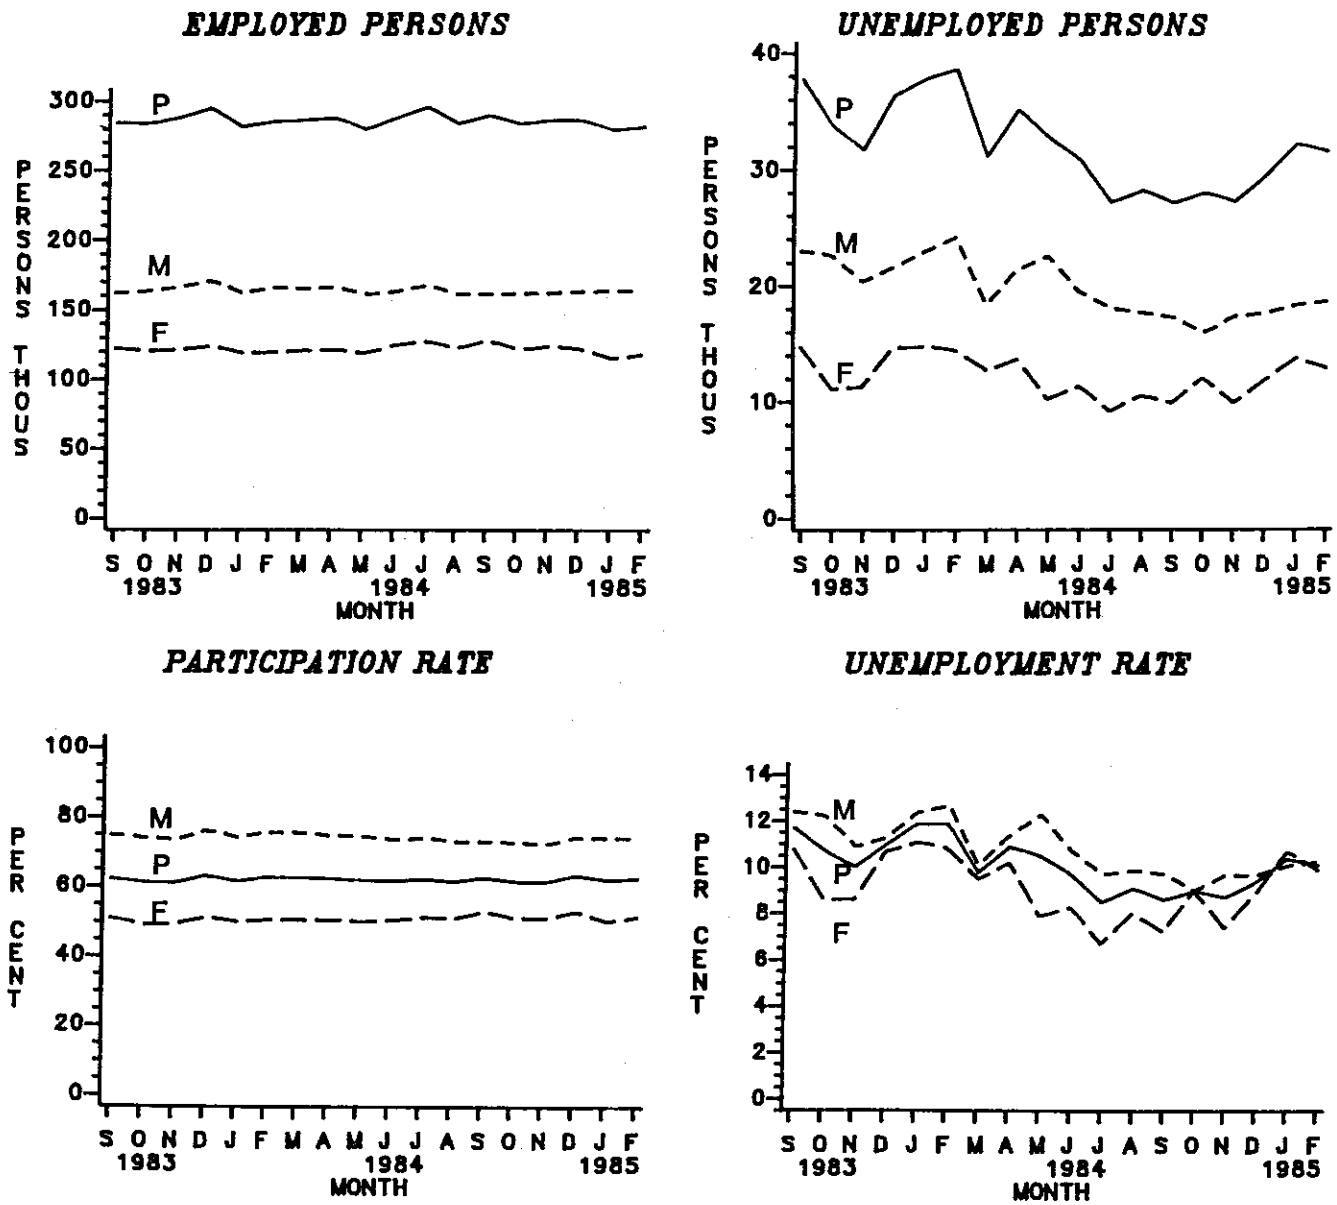 EMPLOYED PERSONS
300
250
200
150
100
50
0
PERSONS THOUS
P
M
F
S O N D J F M A M J J A S O N D J F
1983 1984 1985
MONTH
UNEMPLOYED PERSONS
40
30
20
10
0
PERSONS THOUS
P
M
F
S O N D J F M A M J J A S O N D J F
1983 1984 1985
MONTH
PARTICIPATION RATE
100
80
60
40
20
0
PER CENT
M
P
F
S O N D J F M A M J J A S O N D J F
1983 1984 1985
MONTH
UNEMPLOYMENT RATE
14
12
10
8
6
4
2
0
PER CENT
M
P
F
S O N D J F M A M J J A S O N D J F
1983 1984 1985
MONTH